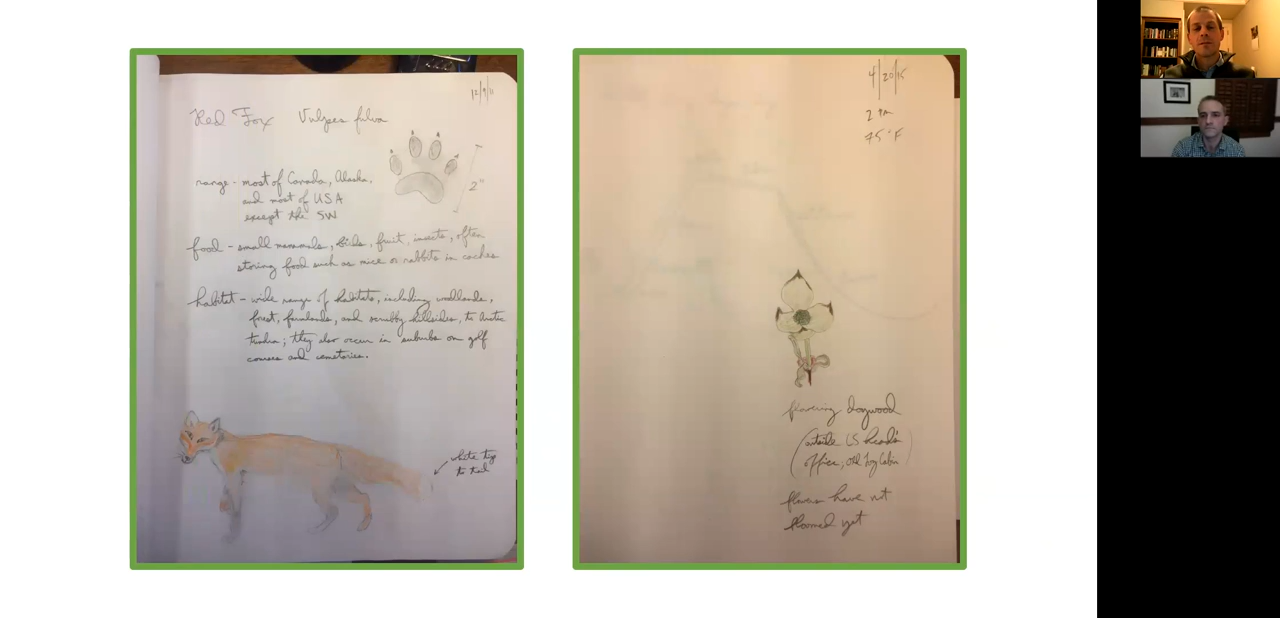 12/9/11
Red Fox Vulpes fulva
range - most of Canada, Alaska,
and most of USA
except the SW
2"
food - small mammals, birds, fruit, insects, often
storing food such as mice or rabbits in caches
habitat - wide range of habitats, including woodlands,
forest, farmlands, and scrubby hillsides, to Arctic
tundra; they also occur in suburbs on golf
courses and cemeteries.
white tip
to tail
4/20/15
2 PM
75°F
flowering dogwood
(outside LS head's
office; old Log Cabin)
flowers have not
bloomed yet